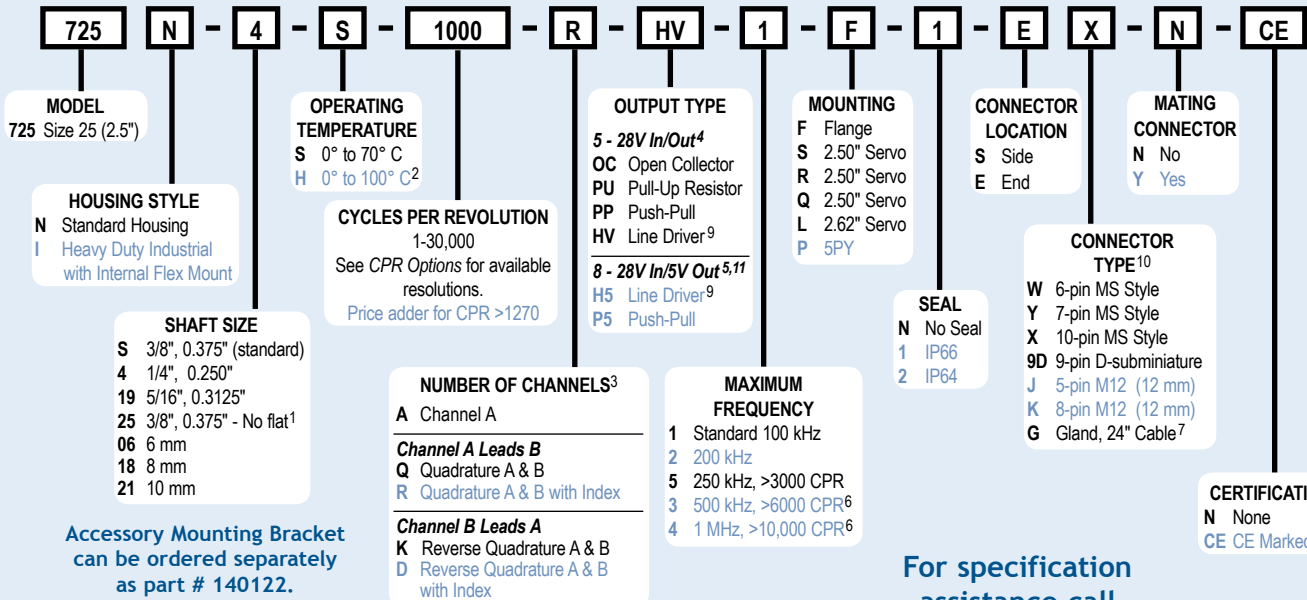 725 N - 4 - S - 1000 - R - HV - 1 - F - 1 - E X - N - CE
MODEL
725 Size 25 (2.5")
HOUSING STYLE
N Standard Housing
I Heavy Duty Industrial
with Internal Flex Mount
SHAFT SIZE
S 3/8", 0.375" (standard)
4 1/4", 0.250"
19 5/16", 0.3125"
25 3/8", 0.375" - No flat1
06 6 mm
18 8 mm
21 10 mm
Accessory Mounting Bracket
can be ordered separately
as part # 140122.
OPERATING
TEMPERATURE
S 0° to 70° C
H 0° to 100° C2
CYCLES PER REVOLUTION
1-30,000
See CPR Options for available
resolutions.
Price adder for CPR >1270
NUMBER OF CHANNELS3
A Channel A
Channel A Leads B
Q Quadrature A & B
R Quadrature A & B with Index
Channel B Leads A
K Reverse Quadrature A & B
D Reverse Quadrature A & B
with Index
OUTPUT TYPE
5 - 28V In/Out4
OC Open Collector
PU Pull-Up Resistor
PP Push-Pull
HV Line Driver9
8 - 28V In/5V Out5,11
H5 Line Driver9
P5 Push-Pull
MAXIMUM
FREQUENCY
1 Standard 100 kHz
2 200 kHz
5 250 kHz, >3000 CPR
3 500 kHz, >6000 CPR6
4 1 MHz, >10,000 CPR6
MOUNTING
F Flange
S 2.50" Servo
R 2.50" Servo
Q 2.50" Servo
L 2.62" Servo
P 5PY
SEAL
N No Seal
1 IP66
2 IP64
CONNECTOR
LOCATION
S Side
E End
CONNECTOR
TYPE10
W 6-pin MS Style
Y 7-pin MS Style
X 10-pin MS Style
9D 9-pin D-subminiature
J 5-pin M12 (12 mm)
K 8-pin M12 (12 mm)
G Gland, 24" Cable7
MATING
CONNECTOR
N No
Y Yes
CERTIFICATI
N None
CE CE Marked
For specification
assistance call